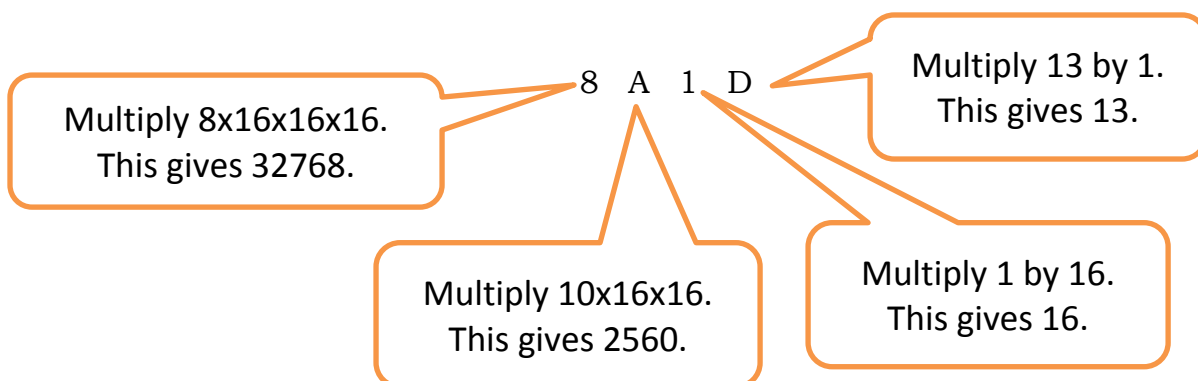 8 A 1 D
Multiply 8x16x16x16.
This gives 32768.
Multiply 10x16x16.
This gives 2560.
Multiply 1 by 16.
This gives 16.
Multiply 13 by 1.
This gives 13.